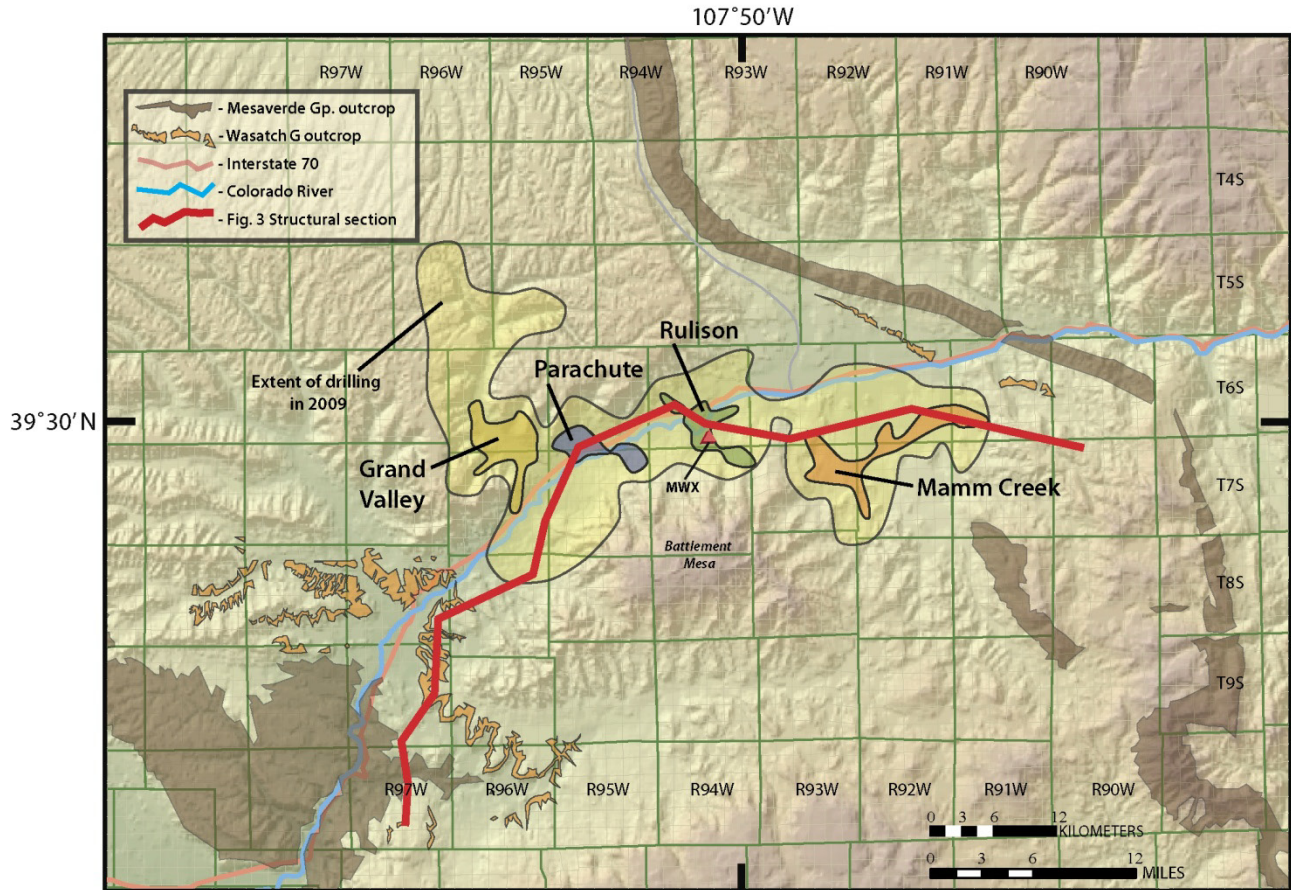 107°50'W
R97W R96W R95W R94W R93W R92W R91W R90W
- Mesaverde Gp. outcrop
- Wasatch G outcrop
- Interstate 70
- Colorado River
- Fig. 3 Structural section
T4S
T5S
Extent of drilling
in 2009
Rulison
Parachute
T6S
39°30' N
Grand
Valley
MWX
Mamm Creek
T7S
Battlement
Mesa
T8S
T9S
R97W R96W R95W R94W R93W R92W R91W R90W
0 3 6 12
KILOMETERS
0 3 6 12
MILES